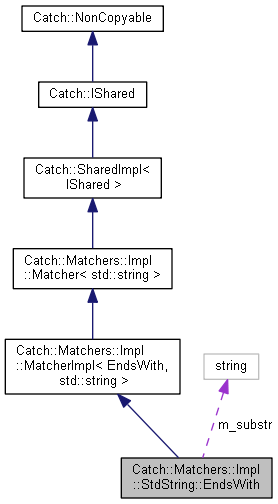 Catch::NonCopyable
Catch::IShared
Catch::SharedImpl<
IShared >
Catch::Matchers::Impl
::Matcher< std::string >
Catch::Matchers::Impl
::MatcherImpl< EndsWith,
std::string >
string
m_substr
Catch::Matchers::Impl
::StdString::EndsWith